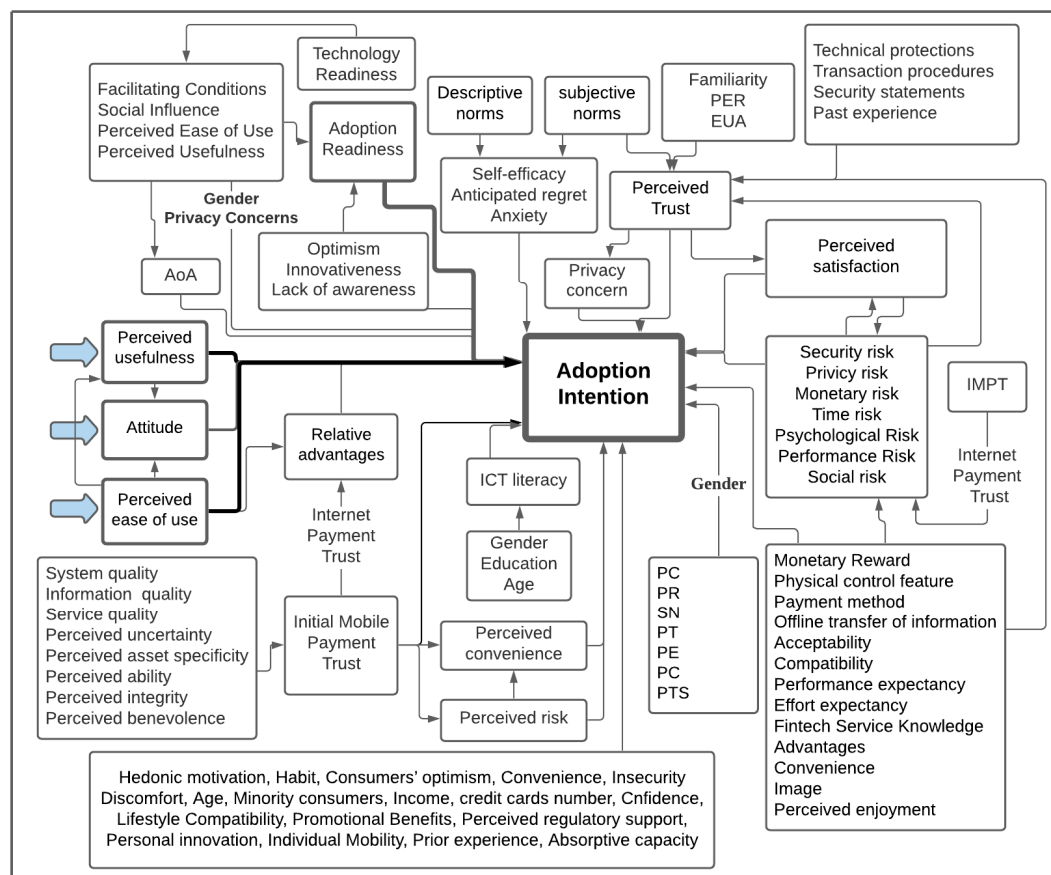 Technology
Readiness
Facilitating Conditions
Social Influence
Perceived Ease of Use
Perceived Usefulness
Adoption
Readiness
Descriptive
norms
subjective
norms
Familiarity
PER
EUA
Technical protections
Transaction procedures
Security statements
Past experience
Gender
Privacy Concerns
Self-efficacy
Anticipated regret
Anxiety
Perceived
Trust
AoA
Optimism
Innovativeness
Lack of awareness
Privacy
concern
Perceived
satisfaction
Perceived
usefulness
Attitude
Perceived
ease of use
Relative
advantages
Adoption
Intention
Security risk
Privicy risk
Monetary risk
Time risk
Psychological Risk
Performance Risk
Social risk
IMPT
Internet
Payment
Trust
ICT literacy
Gender
Internet
Payment
Trust
Gender
Education
Age
System quality
Information  quality
Service quality
Perceived uncertainty
Perceived asset specificity
Perceived ability
Perceived integrity
Perceived benevolence
Initial Mobile
Payment
Trust
Perceived
convenience
Perceived risk
PC
PR
SN
PT
PE
PC
PTS
Monetary Reward
Physical control feature
Payment method
Offline transfer of information
Acceptability
Compatibility
Performance expectancy
Effort expectancy
Fintech Service Knowledge
Advantages
Convenience
Image
Perceived enjoyment
Hedonic motivation, Habit, Consumers' optimism, Convenience, Insecurity
Discomfort, Age, Minority consumers, Income, credit cards number, Cnfidence,
Lifestyle Compatibility, Promotional Benefits, Perceived regulatory support,
Personal innovation, Individual Mobility, Prior experience, Absorptive capacity